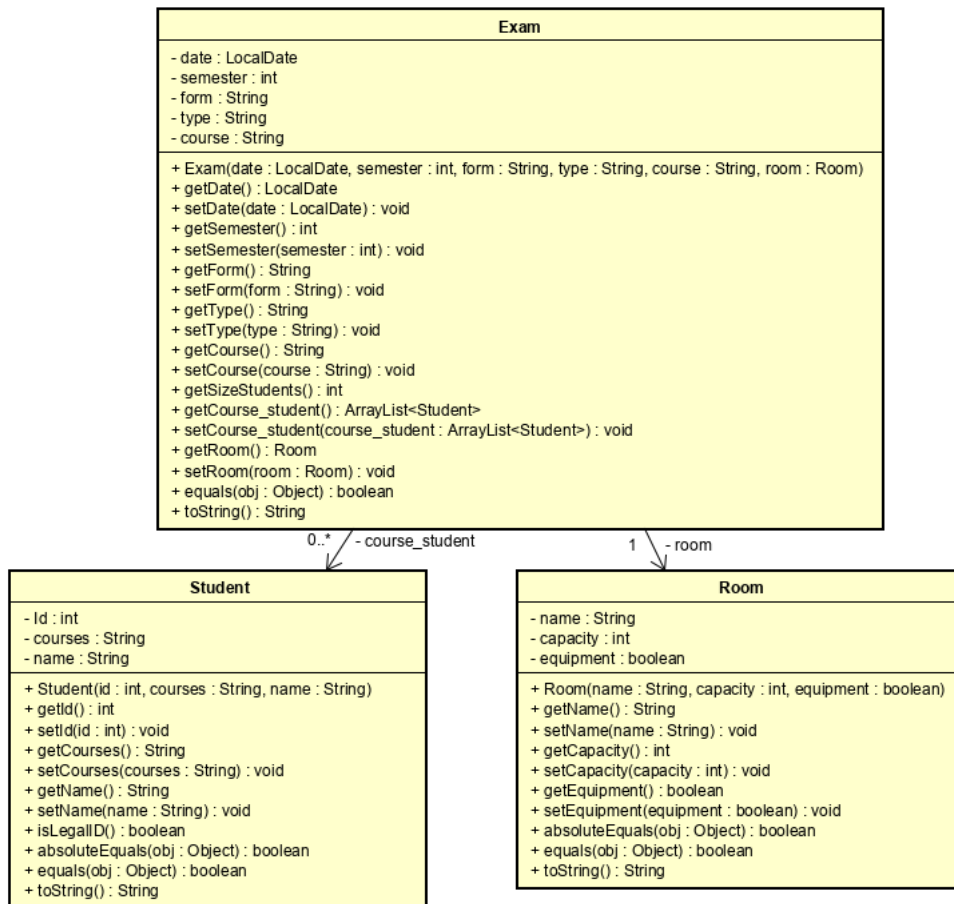 Exam
- date : LocalDate
- semester : int
- form : String
- type : String
- course : String
+ Exam(date : LocalDate, semester : int, form : String, type : String, course : String, room : Room)
+ getDate() : LocalDate
+ setDate(date : LocalDate) : void
+ getSemester() : int
+ setSemester(semester : int) : void
+ getForm() : String
+ setForm(form : String) : void
+ getType() : String
+ setType(type : String) : void
+ getCourse() : String
+ setCourse(course : String) : void
+ getSizeStudents() : int
+ getCourse_student() : ArrayList<Student>
+ setCourse_student(course_student : ArrayList<Student>) : void
+ getRoom() : Room
+ setRoom(room : Room) : void
+ equals(obj : Object) : boolean
+ toString() : String
0..* - course_student
1 - room
Student
- Id : int
- courses : String
- name : String
+ Student(id : int, courses : String, name : String)
+ getId() : int
+ setId(id : int) : void
+ getCourses() : String
+ setCourses(courses : String) : void
+ getName() : String
+ setName(name : String) : void
+ isLegalID() : boolean
+ absoluteEquals(obj : Object) : boolean
+ equals(obj : Object) : boolean
+ toString() : String
Room
- name : String
- capacity : int
- equipment : boolean
+ Room(name : String, capacity : int, equipment : boolean)
+ getName() : String
+ setName(name : String) : void
+ getCapacity() : int
+ setCapacity(capacity : int) : void
+ getEquipment() : boolean
+ setEquipment(equipment : boolean) : void
+ absoluteEquals(obj : Object) : boolean
+ equals(obj : Object) : boolean
+ toString() : String